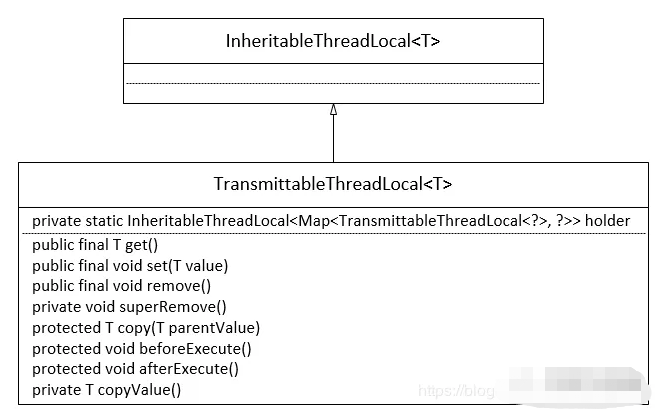 InheritableThreadLocal<T>
TransmittableThreadLocal<T>
private static InheritableThreadLocal<Map<TransmittableThreadLocal<?>, ?>> holder
public final T get()
public final void set(T value)
public final void remove()
private void superRemove()
protected T copy(T parentValue)
protected void beforeExecute()
protected void afterExecute()
private T copyValue()
https://blog.